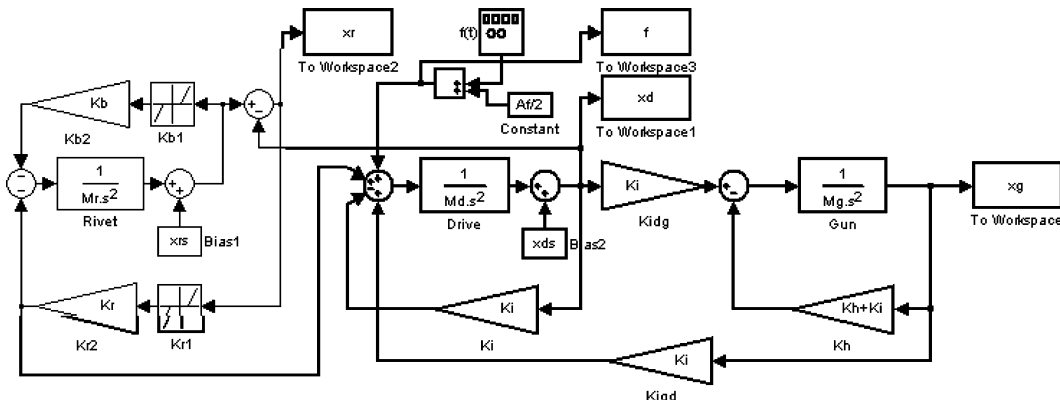 xr
To Workspace2
f(t)
f
To Workspace3
Af/2
Constant
xd
To Workspace1
Kb
Kb2
Kb1
+
-
-
1
Mr.s²
Rivet
+
+
xrs
Bias1
1
Md.s²
Drive
+
+
xds
Bias2
Ki
Kidg
+
-
1
Mg.s²
Gun
xg
To Workspace
Kr
Kr2
Kr1
Ki
Ki
Kh+Ki
Kh
Ki
Kigd